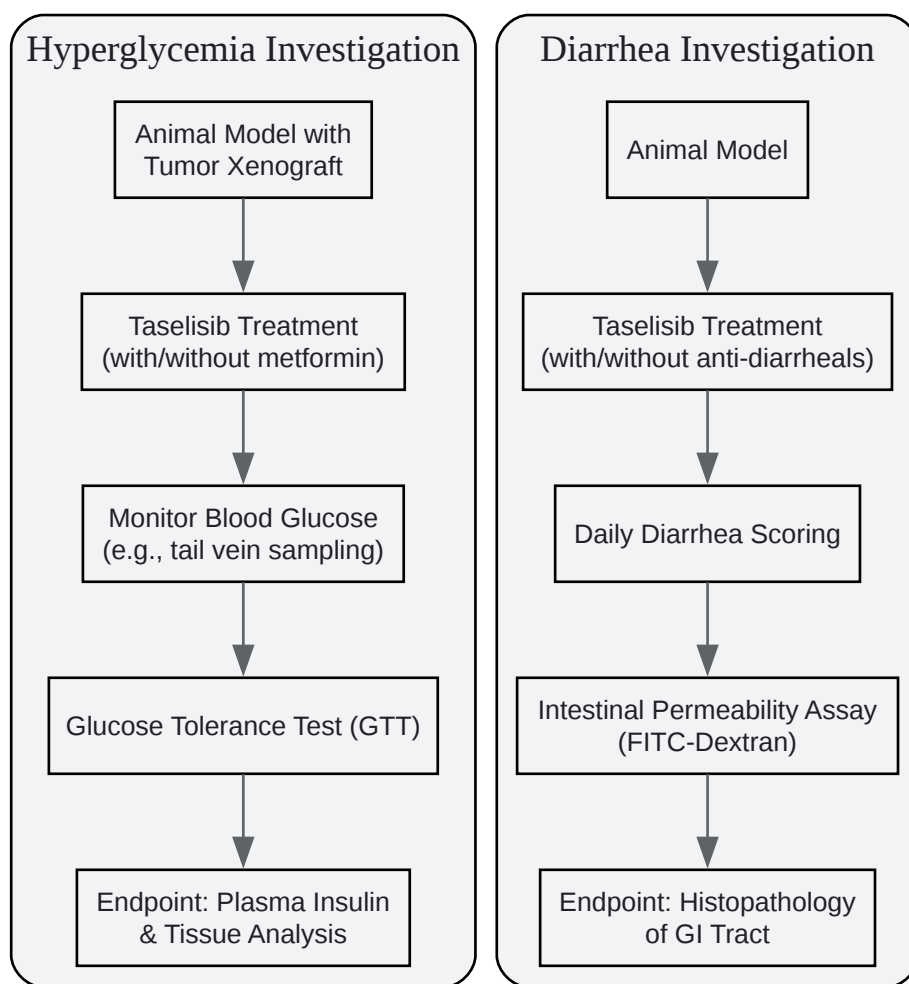 Hyperglycemia Investigation
Animal Model with
Tumor Xenograft
Taselisib Treatment
(with/without metformin)
Monitor Blood Glucose
(e.g., tail vein sampling)
Glucose Tolerance Test (GTT)
Endpoint: Plasma Insulin
& Tissue Analysis
Diarrhea Investigation
Animal Model
Taselisib Treatment
(with/without anti-diarrheals)
Daily Diarrhea Scoring
Intestinal Permeability Assay
(FITC-Dextran)
Endpoint: Histopathology
of GI Tract